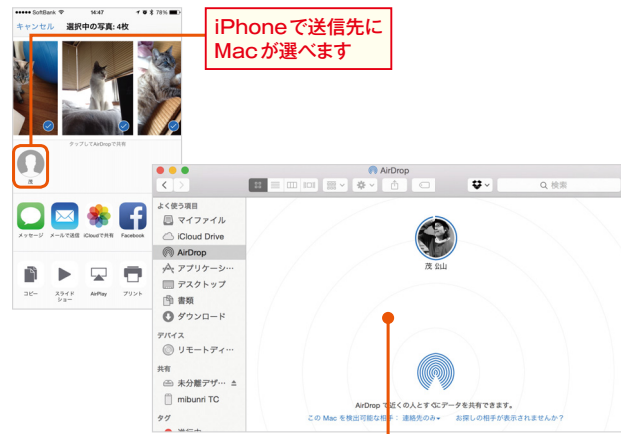 ●●●●● SoftBank 14:47 78%
キャンセル 選択中の写真: 4枚
iPhoneで送信先に
Macが選べます
タップしてAirDropで共有
茂
メッセージ メールで送信 iCloudで共有 Facebook
コピー スライド
ショー AirPlay プリント
AirDrop
検索
よく使う項目
マイファイル
iCloud Drive
AirDrop
アプリケーシ…
デスクトップ
書類
ダウンロード
デバイス
リモートディ…
共有
未分離デザ…
mibunri TC
タグ
茂 公山
AirDrop で近くの人とすぐにデータを共有できます。
この Mac を検出可能な相手: 連絡先のみ お探しの相手が表示されませんか?